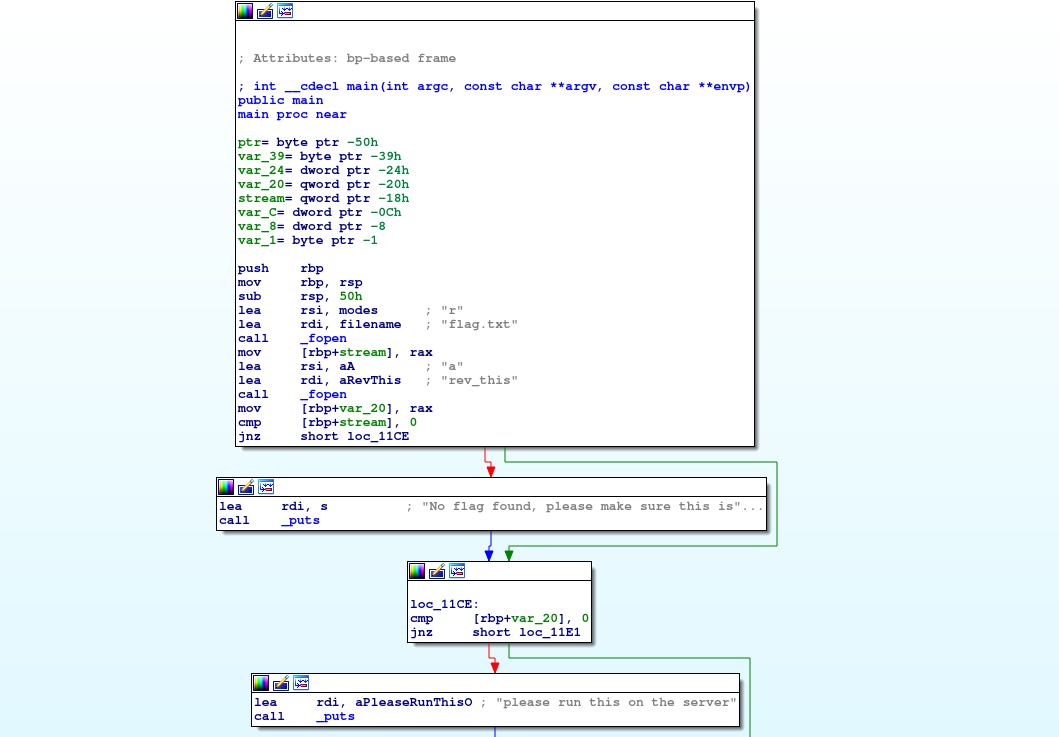 ; Attributes: bp-based frame
; int __cdecl main(int argc, const char **argv, const char **envp)
public main
main proc near
ptr= byte ptr -50h
var_39= byte ptr -39h
var_24= dword ptr -24h
var_20= qword ptr -20h
stream= qword ptr -18h
var_C= dword ptr -0Ch
var_8= dword ptr -8
var_1= byte ptr -1
push    rbp
mov     rbp, rsp
sub     rsp, 50h
lea     rsi, modes      ; "r"
lea     rdi, filename   ; "flag.txt"
call    _fopen
mov     [rbp+stream], rax
lea     rsi, aA         ; "a"
lea     rdi, aRevThis   ; "rev_this"
call    _fopen
mov     [rbp+var_20], rax
cmp     [rbp+stream], 0
jnz     short loc_11CE
lea     rdi, s          ; "No flag found, please make sure this is"...
call    _puts
loc_11CE:
cmp     [rbp+var_20], 0
jnz     short loc_11E1
lea     rdi, aPleaseRunThisO ; "please run this on the server"
call    _puts